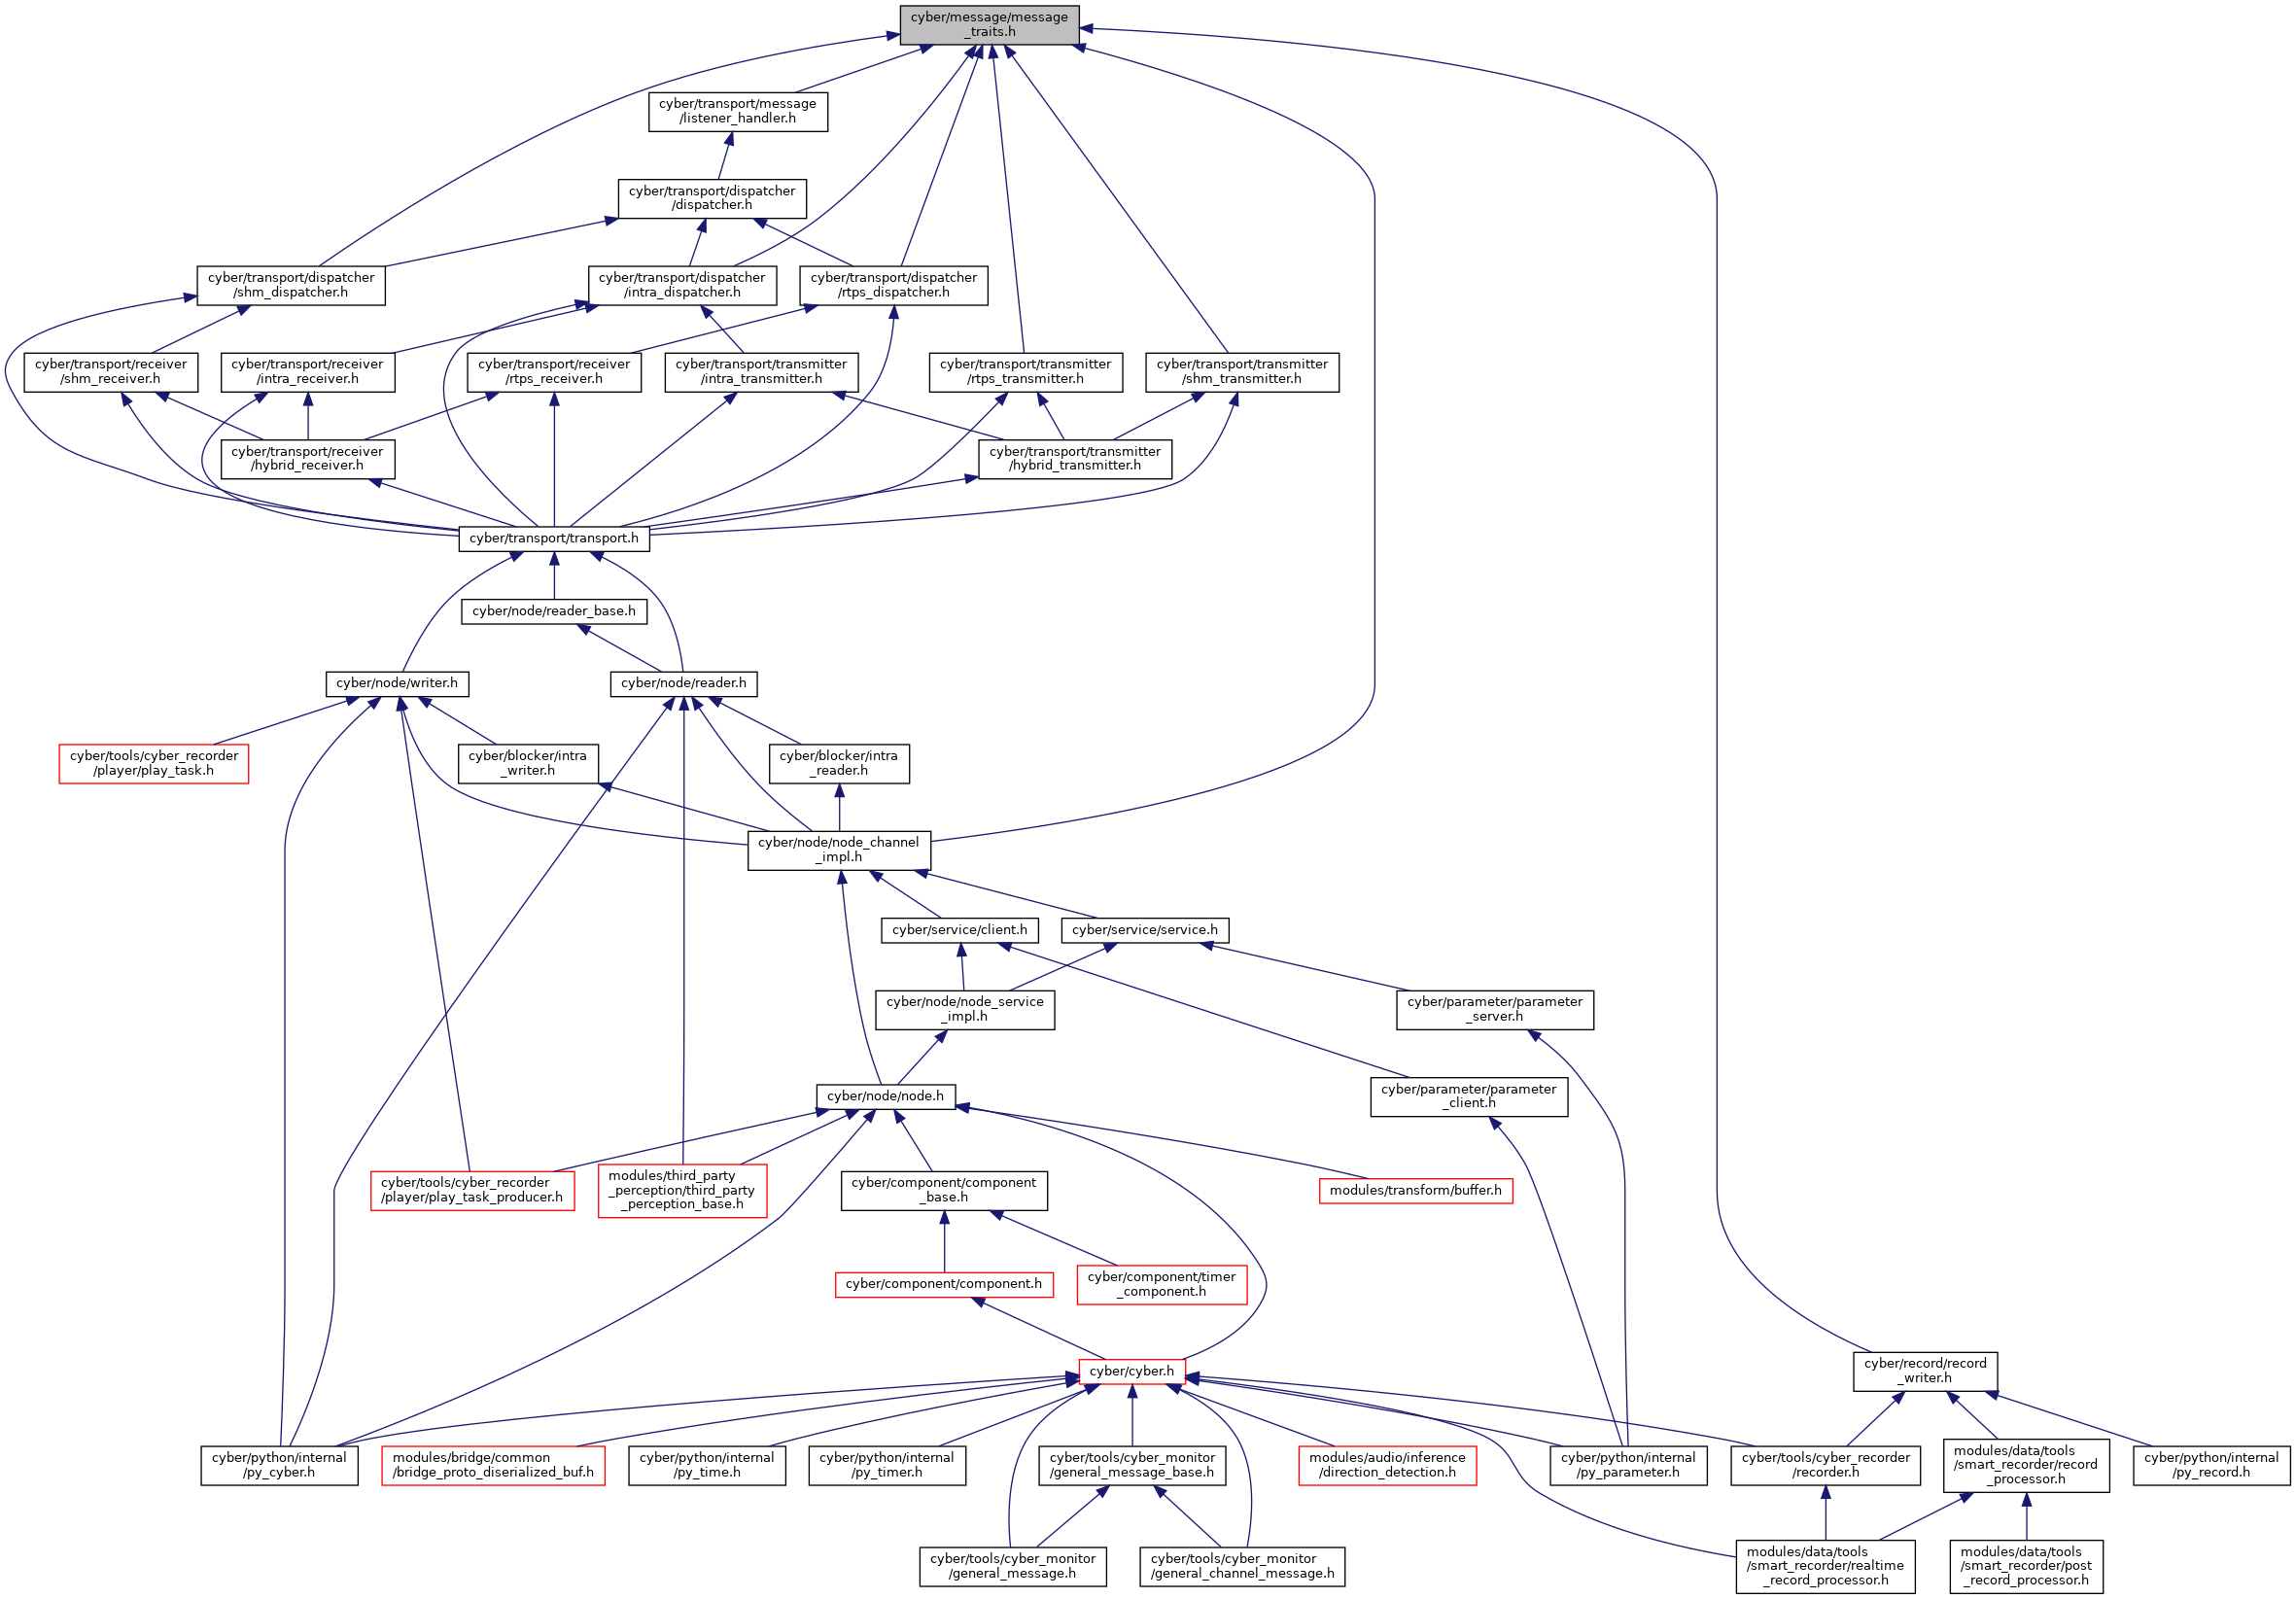 cyber/message/message
_traits.h
cyber/transport/message
/listener_handler.h
cyber/transport/dispatcher
/dispatcher.h
cyber/transport/dispatcher
/shm_dispatcher.h
cyber/transport/dispatcher
/intra_dispatcher.h
cyber/transport/dispatcher
/rtps_dispatcher.h
cyber/transport/receiver
/shm_receiver.h
cyber/transport/receiver
/intra_receiver.h
cyber/transport/receiver
/rtps_receiver.h
cyber/transport/transmitter
/intra_transmitter.h
cyber/transport/transmitter
/rtps_transmitter.h
cyber/transport/transmitter
/shm_transmitter.h
cyber/transport/receiver
/hybrid_receiver.h
cyber/transport/transmitter
/hybrid_transmitter.h
cyber/transport/transport.h
cyber/node/reader_base.h
cyber/node/writer.h
cyber/node/reader.h
cyber/tools/cyber_recorder
/player/play_task.h
cyber/blocker/intra
_writer.h
cyber/blocker/intra
_reader.h
cyber/node/node_channel
_impl.h
cyber/service/client.h
cyber/service/service.h
cyber/node/node_service
_impl.h
cyber/parameter/parameter
_server.h
cyber/node/node.h
cyber/parameter/parameter
_client.h
cyber/tools/cyber_recorder
/player/play_task_producer.h
modules/third_party
_perception/third_party
_perception_base.h
cyber/component/component
_base.h
modules/transform/buffer.h
cyber/component/component.h
cyber/component/timer
_component.h
cyber/cyber.h
cyber/record/record
_writer.h
cyber/python/internal
/py_cyber.h
modules/bridge/common
/bridge_proto_diserialized_buf.h
cyber/python/internal
/py_time.h
cyber/python/internal
/py_timer.h
cyber/tools/cyber_monitor
/general_message_base.h
modules/audio/inference
/direction_detection.h
cyber/python/internal
/py_parameter.h
cyber/tools/cyber_recorder
/recorder.h
modules/data/tools
/smart_recorder/record
_processor.h
cyber/python/internal
/py_record.h
cyber/tools/cyber_monitor
/general_message.h
cyber/tools/cyber_monitor
/general_channel_message.h
modules/data/tools
/smart_recorder/realtime
_record_processor.h
modules/data/tools
/smart_recorder/post
_record_processor.h